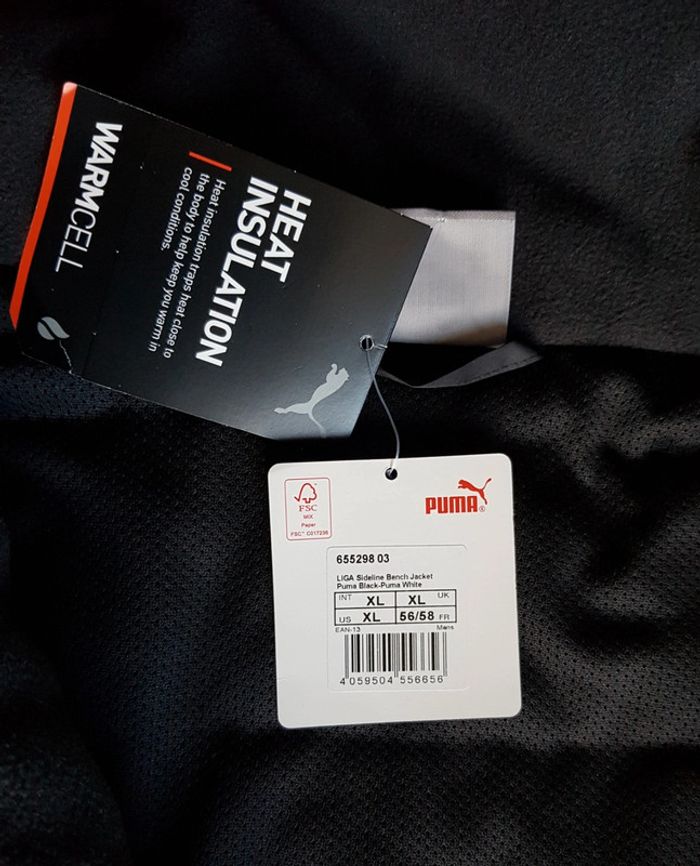 WARMCELL
HEAT
INSULATION
Heat insulation traps heat close to
the body to help keep you warm in
cool conditions.
FSC
MIX
Paper
FSC™ C017236
PUMA®
655298 03
LIGA Sideline Bench Jacket
Puma Black-Puma White
INT XL XL UK
US XL 56/58 FR
EAN-13 Mens
4 059504 556656